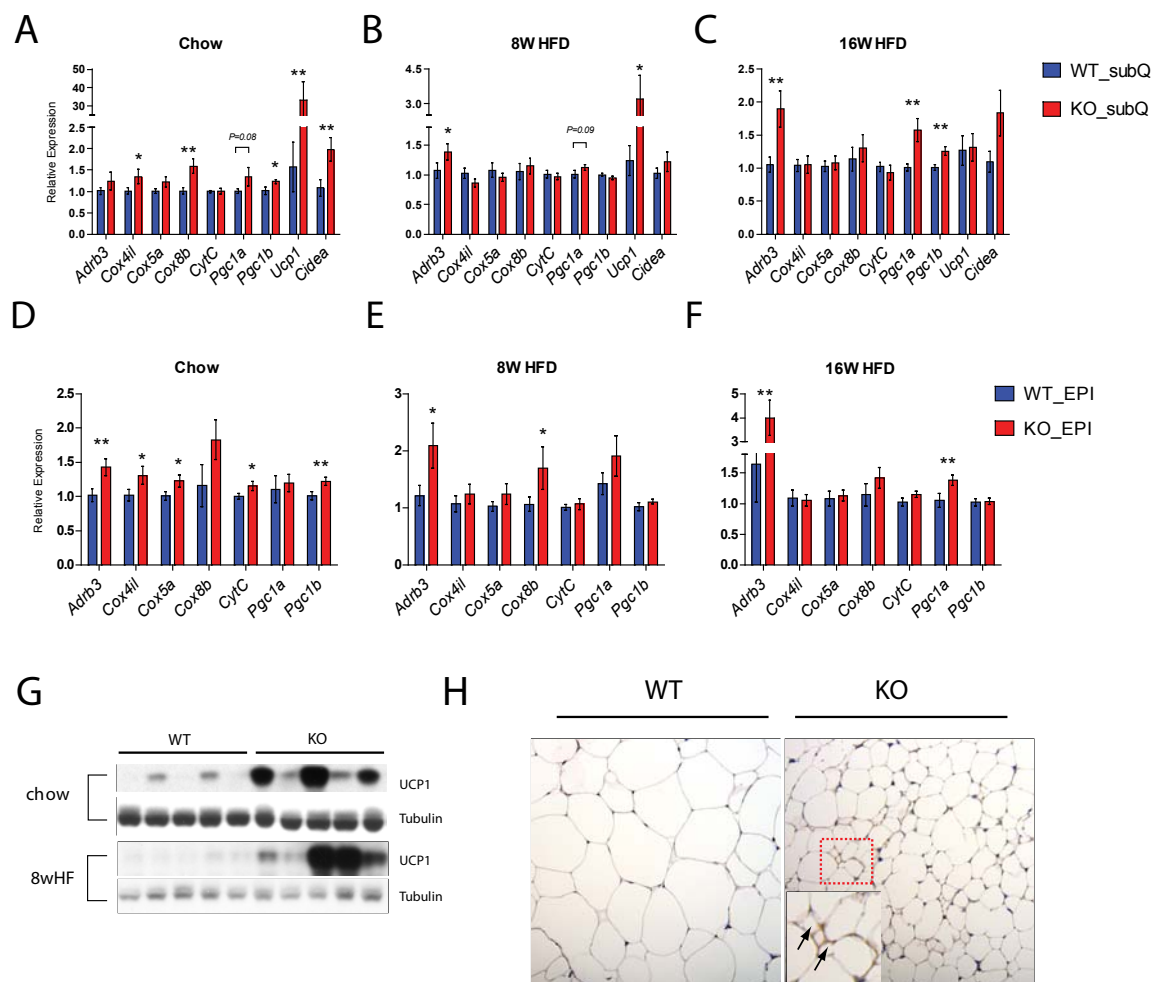 A
Chow
Relative Expression
50
40
30
20
10
2.5
2.0
1.5
1.0
0.5
0.0
**
*
**
P=0.08
*
**
Adrb3
Cox4il
Cox5a
Cox8b
CytC
Pgc1a
Pgc1b
Ucp1
Cidea
B
8W HFD
4.5
3.0
1.5
1.0
0.5
0.0
*
*
P=0.09
Adrb3
Cox4il
Cox5a
Cox8b
CytC
Pgc1a
Pgc1b
Ucp1
Cidea
C
16W HFD
2.5
2.0
1.5
1.0
0.5
0.0
**
**
**
Adrb3
Cox4il
Cox5a
Cox8b
CytC
Pgc1a
Pgc1b
Ucp1
Cidea
WT_subQ
KO_subQ
D
Chow
Relative Expression
2.5
2.0
1.5
1.0
0.5
0.0
**
*
*
*
**
Adrb3
Cox4il
Cox5a
Cox8b
CytC
Pgc1a
Pgc1b
E
8W HFD
3
2
1
0
*
*
Adrb3
Cox4il
Cox5a
Cox8b
CytC
Pgc1a
Pgc1b
F
16W HFD
5
4
3
2
1.5
1.0
0.5
0.0
**
**
Adrb3
Cox4il
Cox5a
Cox8b
CytC
Pgc1a
Pgc1b
WT_EPI
KO_EPI
G
WT KO
chow
UCP1
Tubulin
8wHF
UCP1
Tubulin
H
WT KO